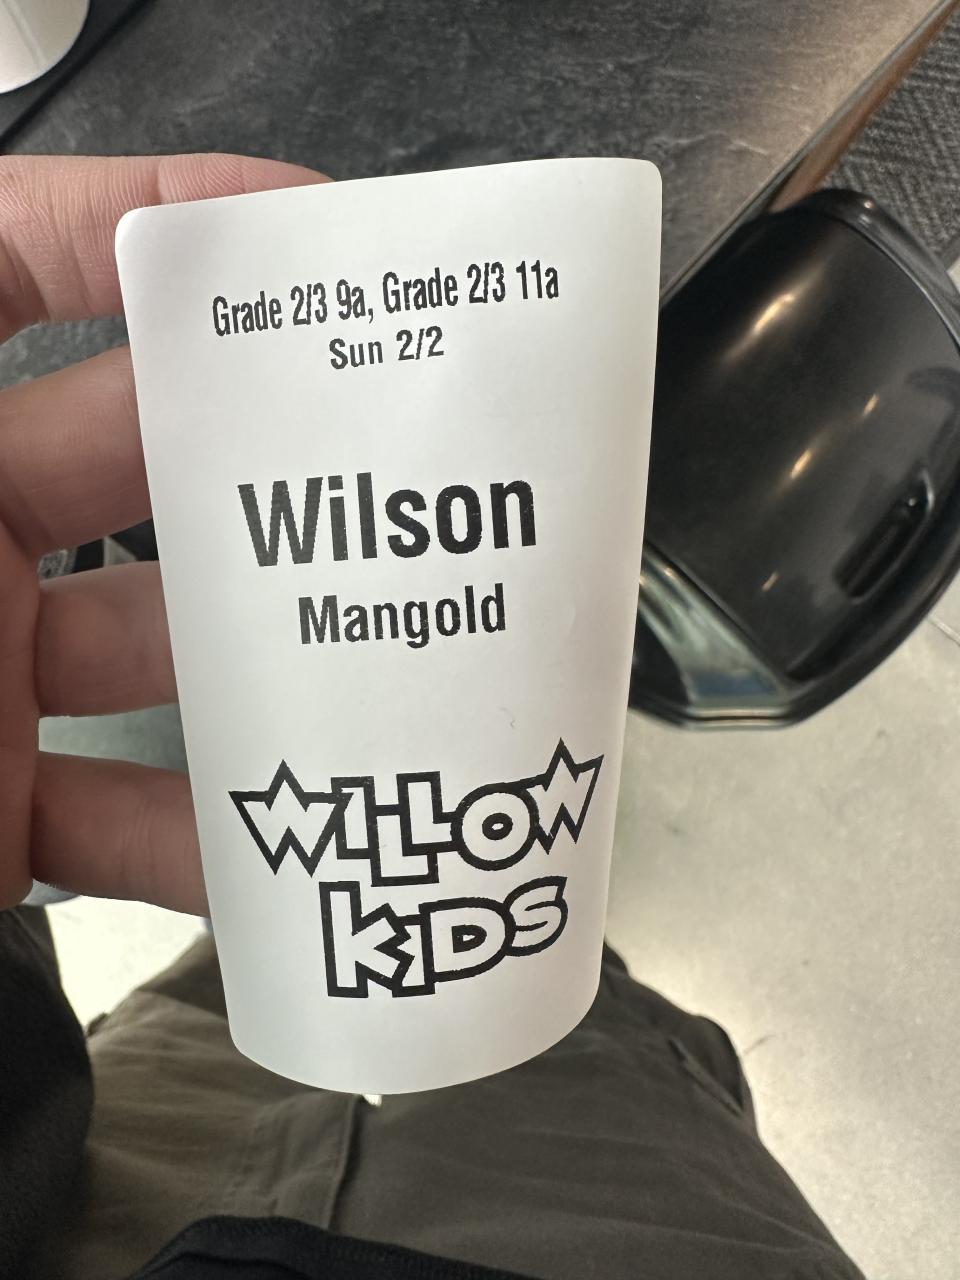 Grade 2/3 9a, Grade 2/3 11a
Sun 2/2
Wilson
Mangold
WILLOW
KIDS